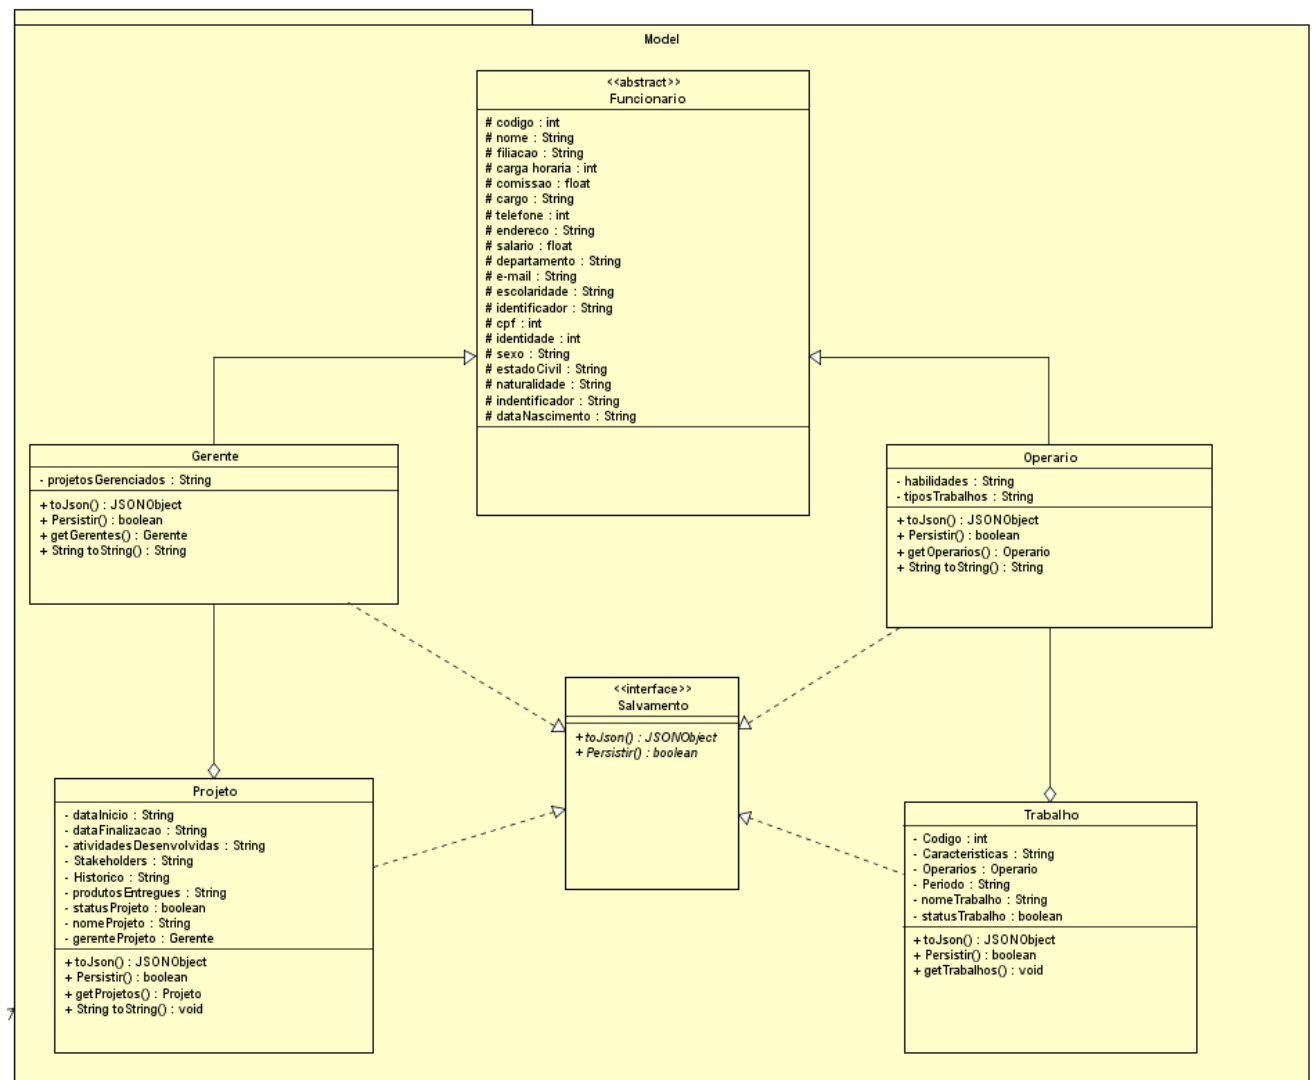 Model
<<abstract>>
Funcionario
# codigo : int
# nome : String
# filiacao : String
# carga horaria : int
# comissao : float
# cargo : String
# telefone : int
# endereco : String
# salario : float
# departamento : String
# e-mail : String
# escolaridade : String
# identificador : String
# cpf : int
# identidade : int
# sexo : String
# estadoCivil : String
# naturalidade : String
# indentificador : String
# dataNascimento : String
Gerente
- projetosGerenciados : String
+ toJson() : JSONObject
+ Persistir() : boolean
+ getGerentes() : Gerente
+ String toString() : String
Operario
- habilidades : String
- tiposTrabalhos : String
+ toJson() : JSONObject
+ Persistir() : boolean
+ getOperarios() : Operario
+ String toString() : String
<<interface>>
Salvamento
+ toJson() : JSONObject
+ Persistir() : boolean
Projeto
- dataInicio : String
- dataFinalizacao : String
- atividadesDesenvolvidas : String
- Stakeholders : String
- Historico : String
- produtosEntregues : String
- statusProjeto : boolean
- nomeProjeto : String
- gerenteProjeto : Gerente
+ toJson() : JSONObject
+ Persistir() : boolean
+ getProjetos() : Projeto
+ String toString() : void
Trabalho
- Codigo : int
- Caracteristicas : String
- Operarios : Operario
- Periodo : String
- nomeTrabalho : String
- statusTrabalho : boolean
+ toJson() : JSONObject
+ Persistir() : boolean
+ getTrabalhos() : void